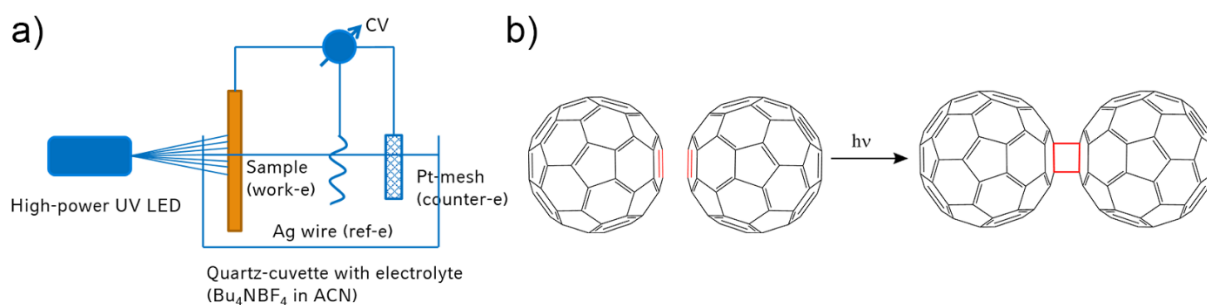 a)
CV
High-power UV LED
Sample
(work-e)
Pt-mesh
(counter-e)
Ag wire (ref-e)
Quartz-cuvette with electrolyte
(Bu₄NBF₄ in ACN)
b)
hν